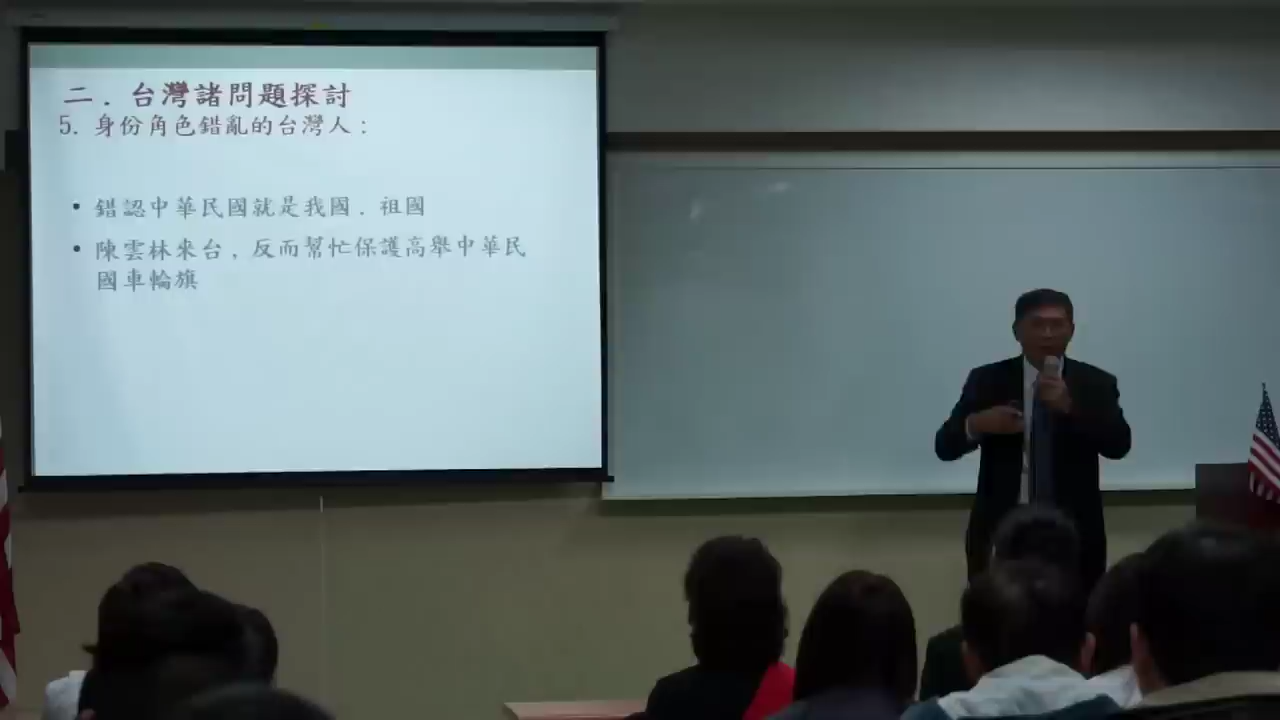 二. 台灣諸問題探討
5. 身份角色錯亂的台灣人:
• 錯認中華民國就是我國. 祖國
• 陳雲林來台, 反而幫忙保護高舉中華民
國車輪旗